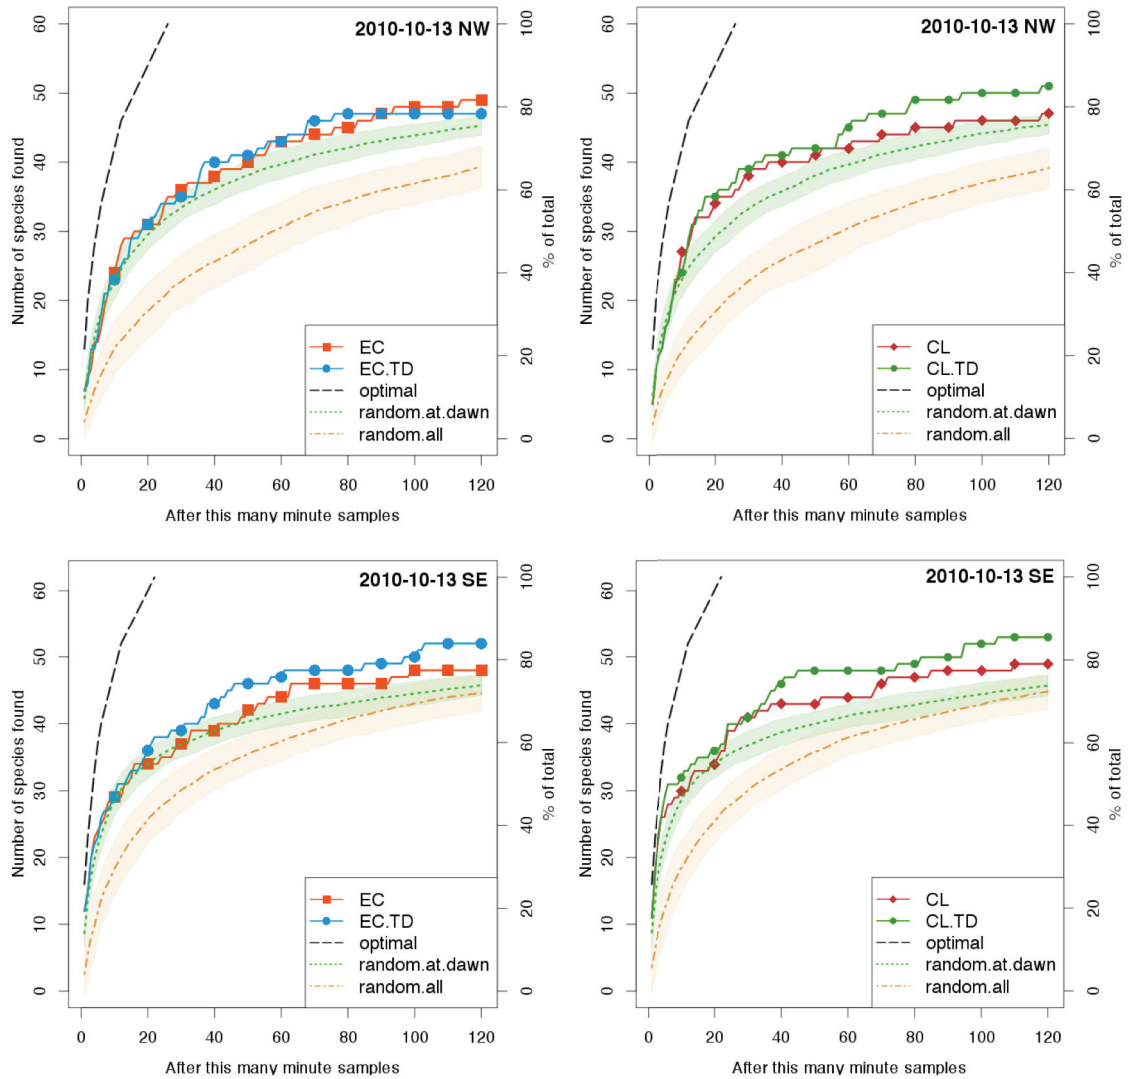 2010-10-13 NW
Number of species found
0
10
20
30
40
50
60
% of total
0
20
40
60
80
100
EC
EC.TD
optimal
random.at.dawn
random.all
0 20 40 60 80 100 120
After this many minute samples
2010-10-13 NW
Number of species found
0
10
20
30
40
50
60
% of total
0
20
40
60
80
100
CL
CL.TD
optimal
random.at.dawn
random.all
0 20 40 60 80 100 120
After this many minute samples
2010-10-13 SE
Number of species found
0
10
20
30
40
50
60
% of total
0
20
40
60
80
100
EC
EC.TD
optimal
random.at.dawn
random.all
0 20 40 60 80 100 120
After this many minute samples
2010-10-13 SE
Number of species found
0
10
20
30
40
50
60
% of total
0
20
40
60
80
100
CL
CL.TD
optimal
random.at.dawn
random.all
0 20 40 60 80 100 120
After this many minute samples